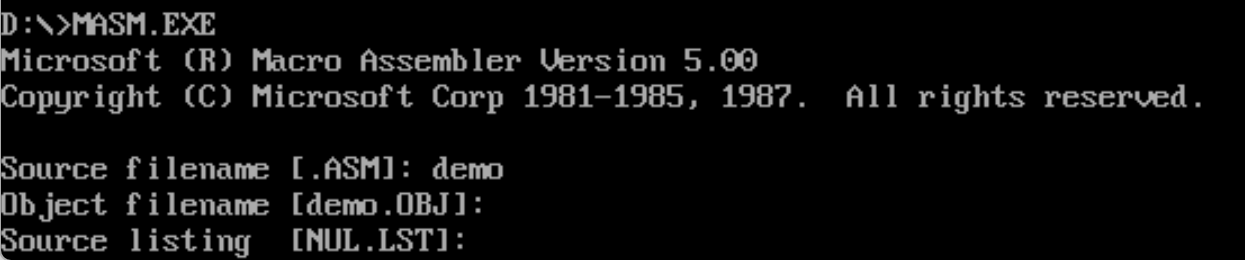 D:\>MASM.EXE
Microsoft (R) Macro Assembler Version 5.00
Copyright (C) Microsoft Corp 1981-1985, 1987.  All rights reserved.
Source filename [.ASM]: demo
Object filename [demo.OBJ]:
Source listing  [NUL.LST]: